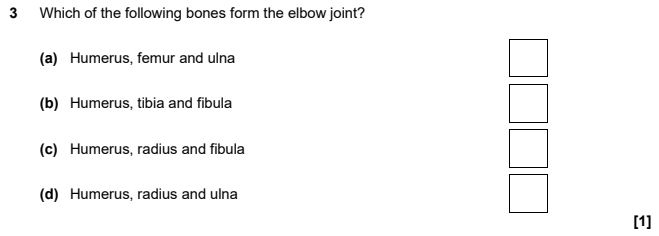 3 Which of the following bones form the elbow joint?
(a) Humerus, femur and ulna
(b) Humerus, tibia and fibula
(c) Humerus, radius and fibula
(d) Humerus, radius and ulna
[1]